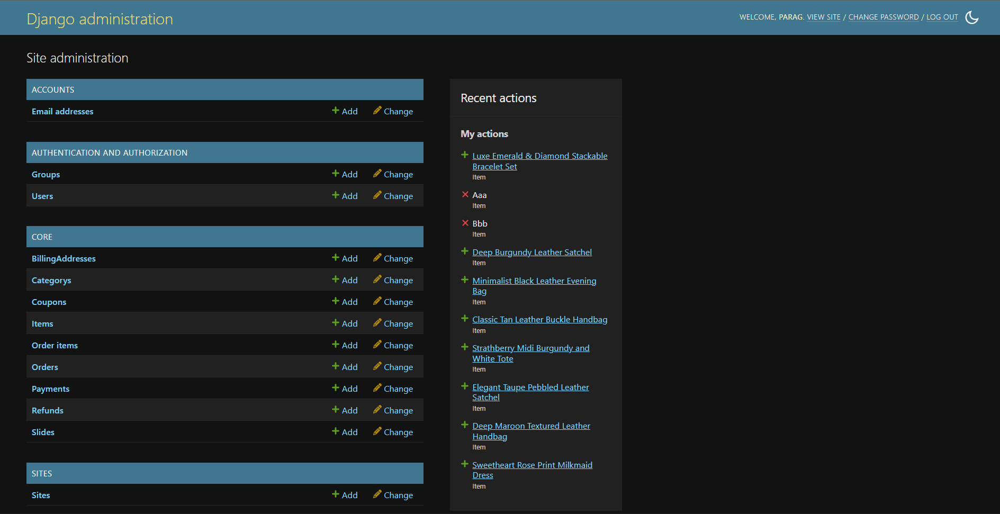 Django administration
WELCOME, PARAG. VIEW SITE / CHANGE PASSWORD / LOG OUT
Site administration
ACCOUNTS
Email addresses Add Change
AUTHENTICATION AND AUTHORIZATION
Groups Add Change
Users Add Change
CORE
BillingAddresses Add Change
Categorys Add Change
Coupons Add Change
Items Add Change
Order items Add Change
Orders Add Change
Payments Add Change
Refunds Add Change
Slides Add Change
SITES
Sites Add Change
Recent actions
My actions
Luxe Emerald & Diamond Stackable
Bracelet Set
Item
Aaa
Item
Bbb
Item
Deep Burgundy Leather Satchel
Item
Minimalist Black Leather Evening
Bag
Item
Classic Tan Leather Buckle Handbag
Item
Strathberry Midi Burgundy and
White Tote
Item
Elegant Taupe Pebbled Leather
Satchel
Item
Deep Maroon Textured Leather
Handbag
Item
Sweetheart Rose Print Milkmaid
Dress
Item